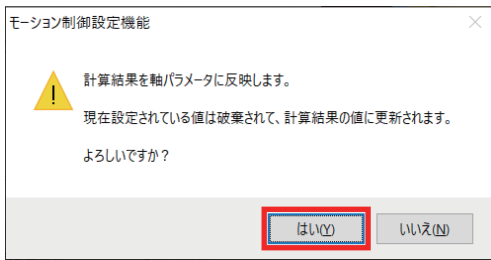 モーション制御設定機能
計算結果を軸パラメータに反映します。
現在設定されている値は破棄されて、計算結果の値に更新されます。
よろしいですか？
はい(Y)
いいえ(N)